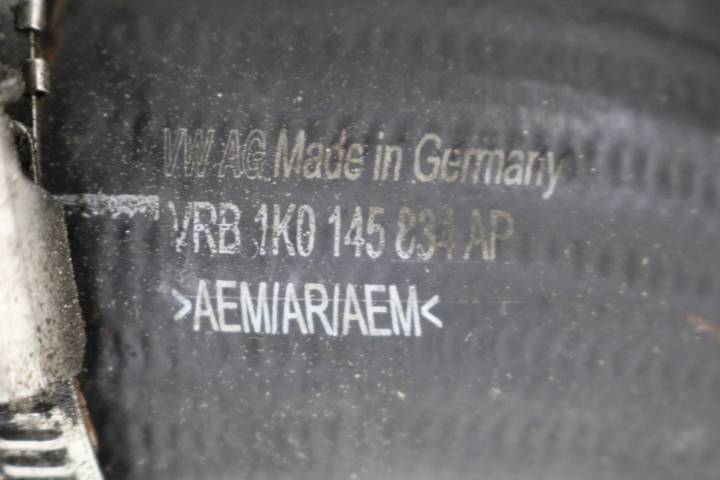 VW AG Made in Germany
VRB 1K0 145 834 AP
>AEM/AR/AEM<